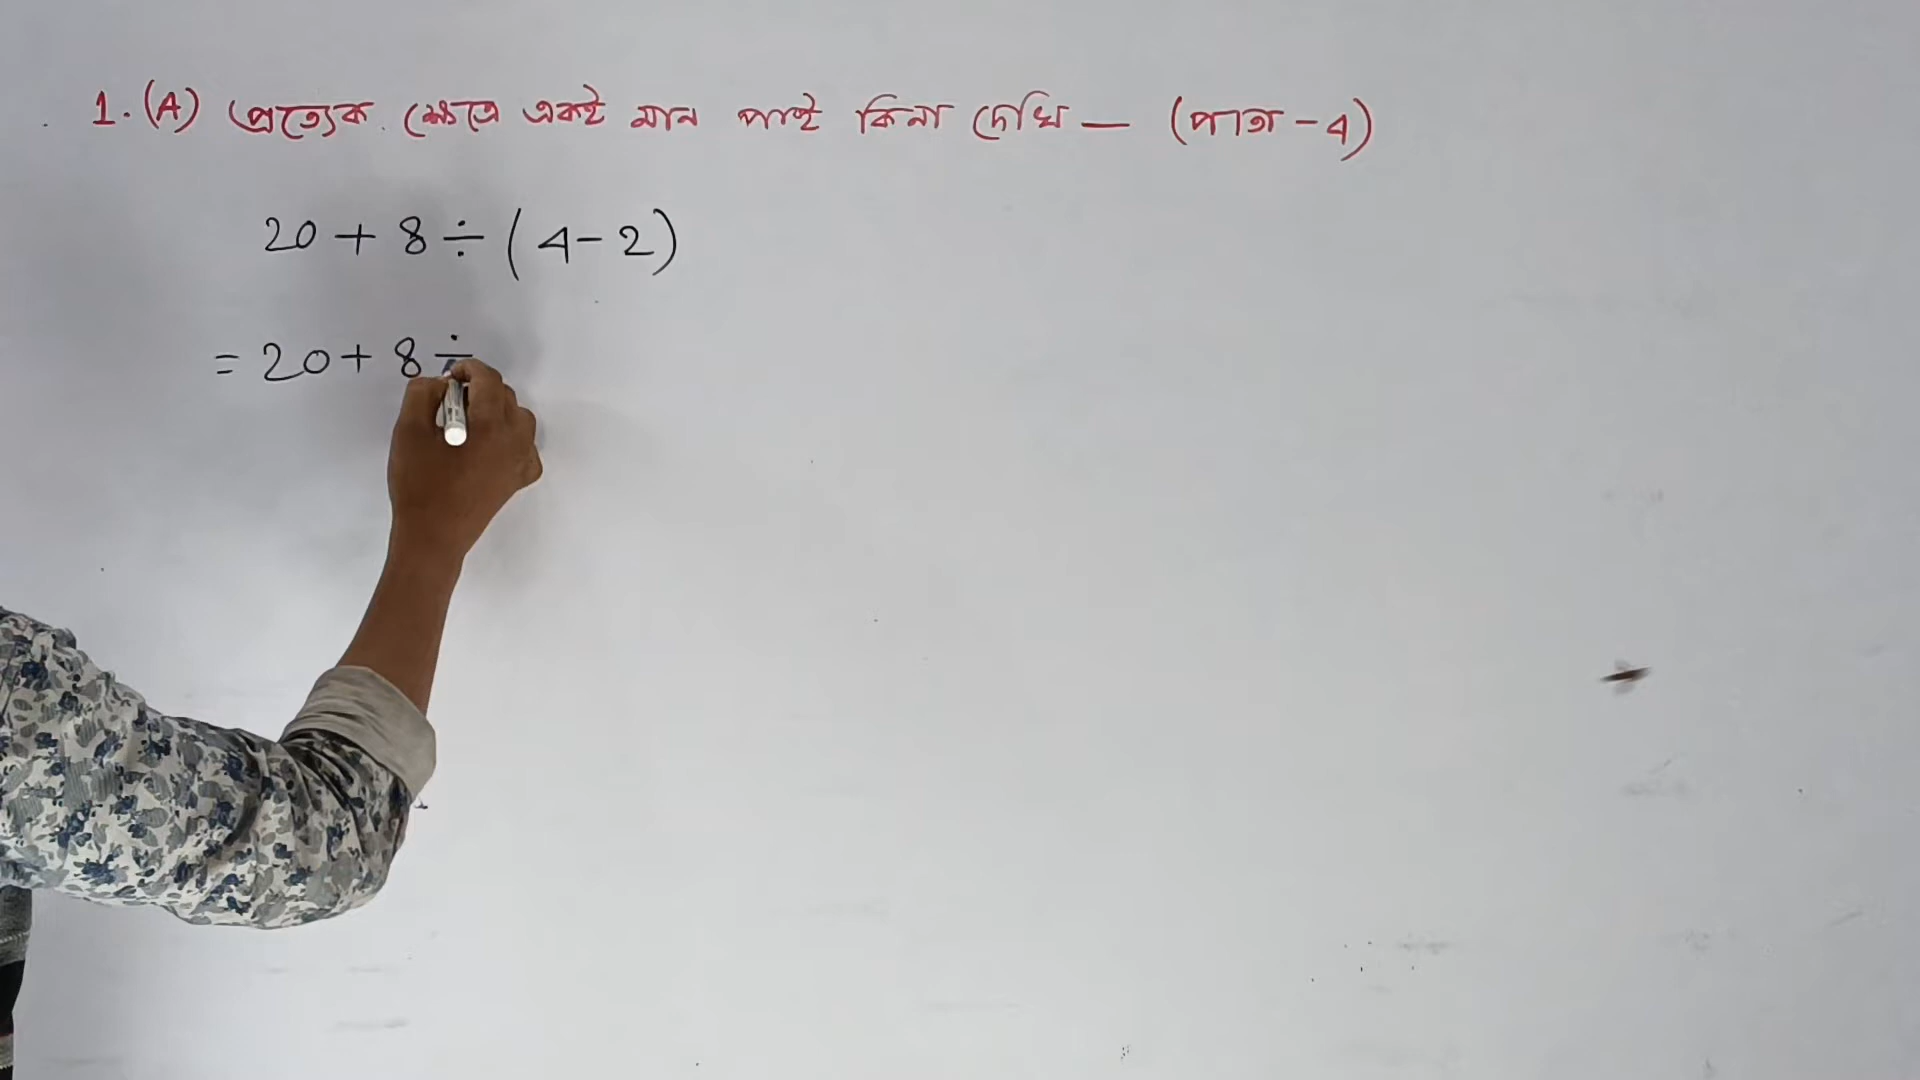 1. (A) প্রত্যেক ক্ষেত্রে একই মান পাই কিনা দেখি — (পাতা - 4)
20 + 8 ÷ (4 - 2)
= 20 + 8 ÷